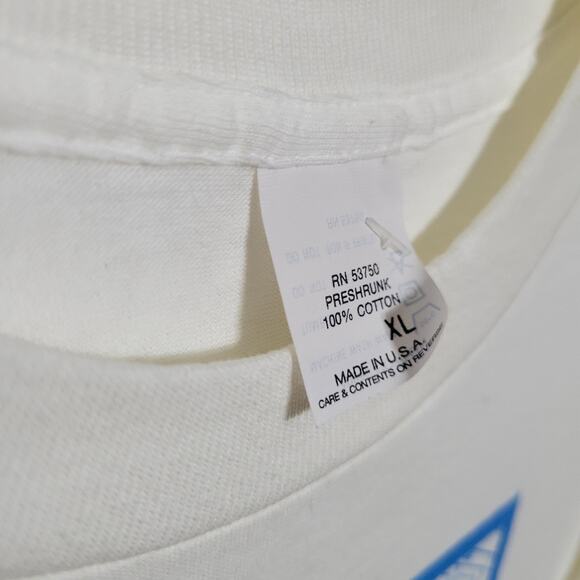 RN 53750
PRESHRUNK
100% COTTON
XL
MADE IN U.S.A.
CARE & CONTENTS ON REVERSE